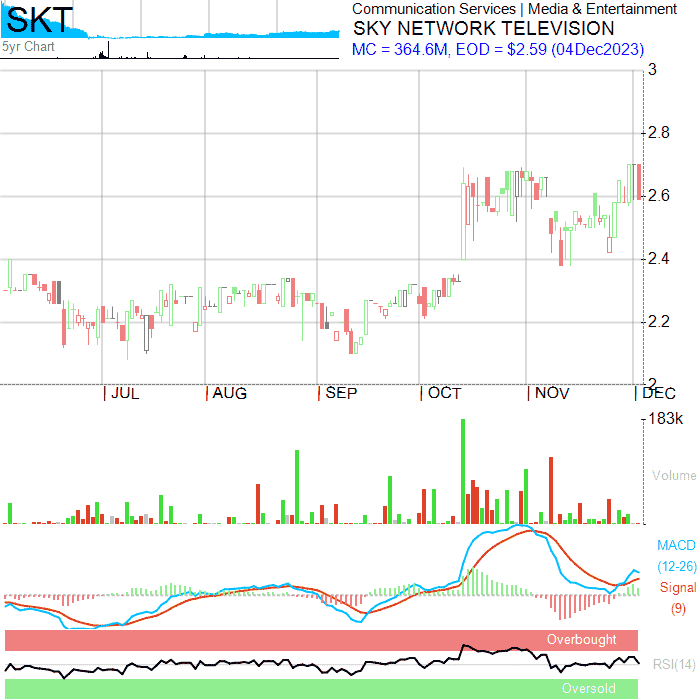 SKT
5yr Chart
Communication Services | Media & Entertainment
SKY NETWORK TELEVISION
MC = 364.6M, EOD = $2.59 (04Dec2023)
3
2.8
2.6
2.4
2.2
2
JUL AUG SEP OCT NOV DEC
183k
Volume
MACD
(12-26)
Signal
(9)
Overbought
RSI(14)
Oversold